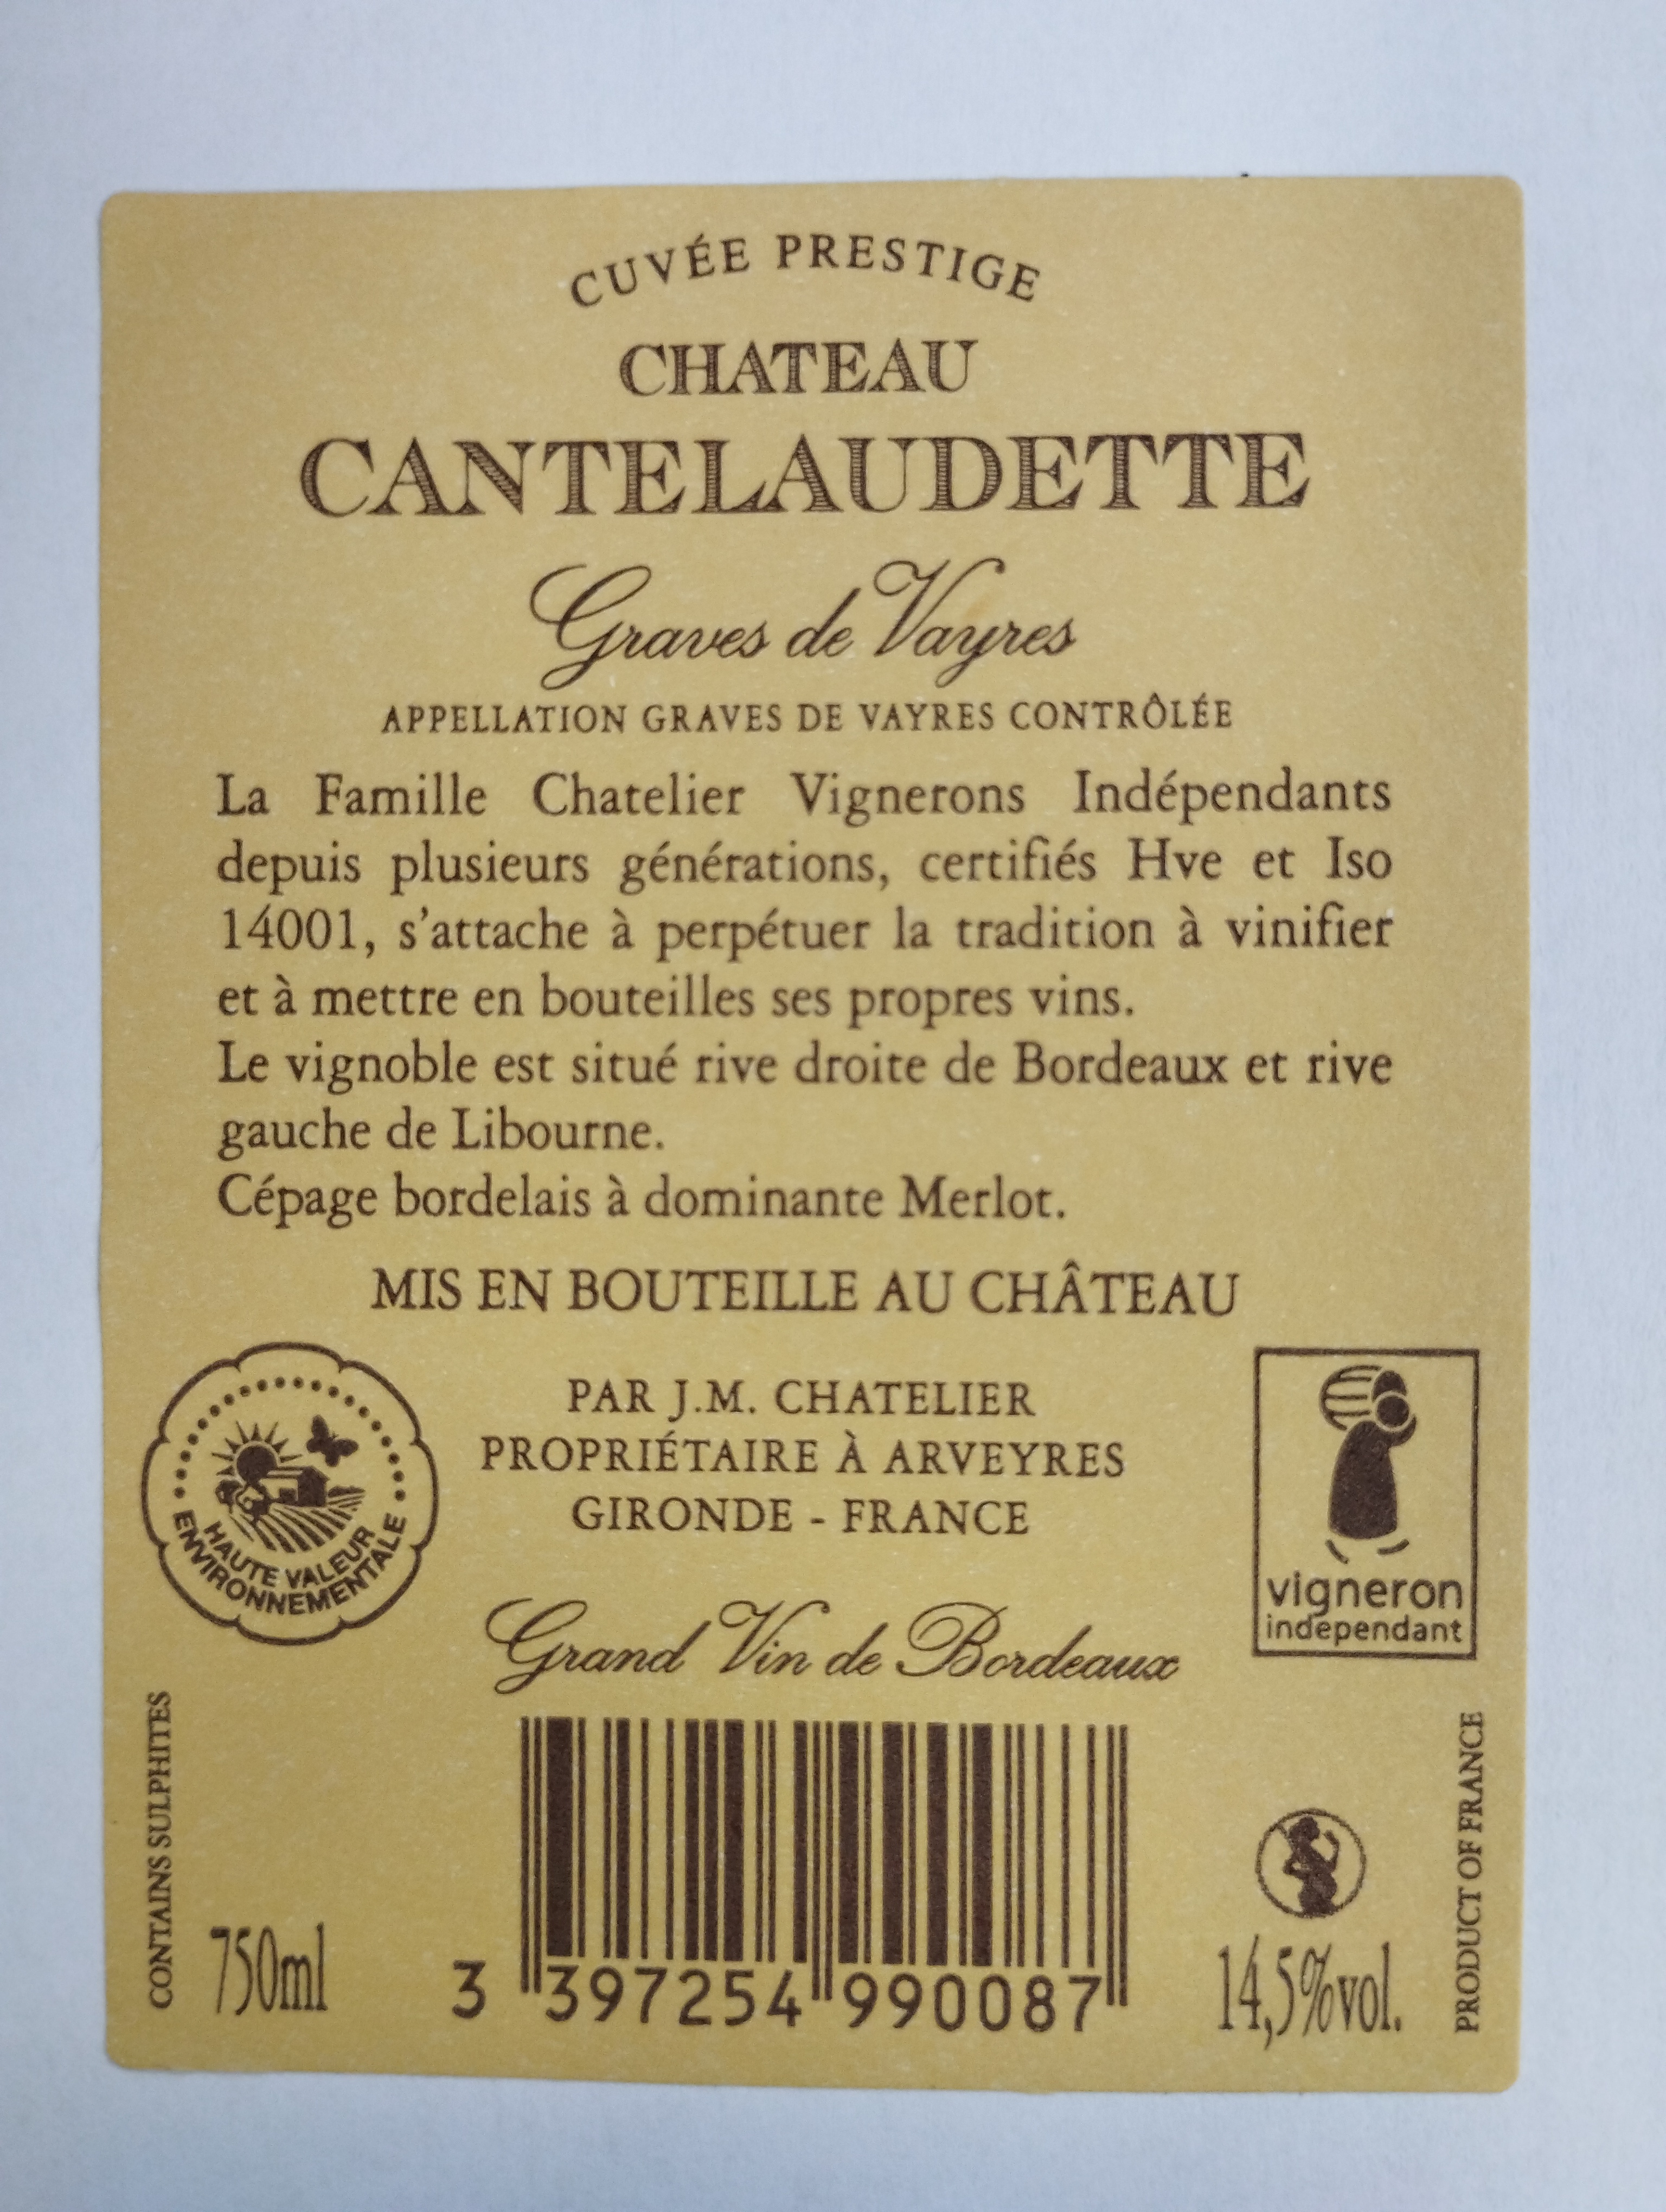 CUVÉE PRESTIGE
CHATEAU
CANTELAUDETTE
Graves de Vayres
APPELLATION GRAVES DE VAYRES CONTRÔLÉE
La Famille Chatelier Vignerons Indépendants
depuis plusieurs générations, certifiés Hve et Iso
14001, s'attache à perpétuer la tradition à vinifier
et à mettre en bouteilles ses propres vins.
Le vignoble est situé rive droite de Bordeaux et rive
gauche de Libourne.
Cépage bordelais à dominante Merlot.
MIS EN BOUTEILLE AU CHÂTEAU
PAR J.M. CHATELIER
PROPRIÉTAIRE À ARVEYRES
GIRONDE - FRANCE
HAUTE VALEUR
ENVIRONNEMENTALE
vigneron
independant
Grand Vin de Bordeaux
CONTAINS SULPHITES
750ml
3 397254 990087
14,5%vol.
PRODUCT OF FRANCE